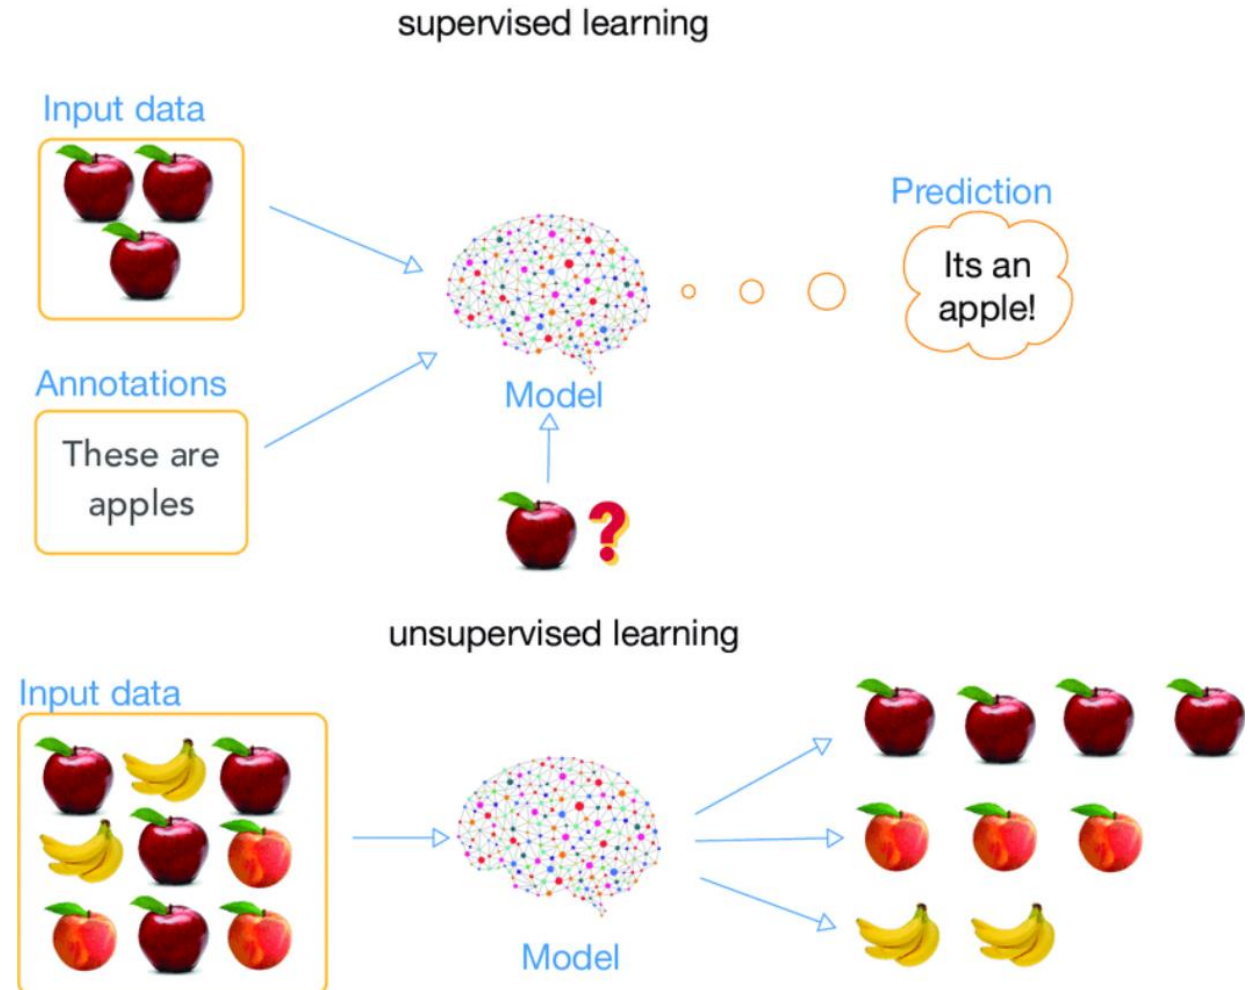 supervised learning
Input data
Prediction
Its an
apple!
Annotations
These are
apples
Model
?
unsupervised learning
Input data
Model